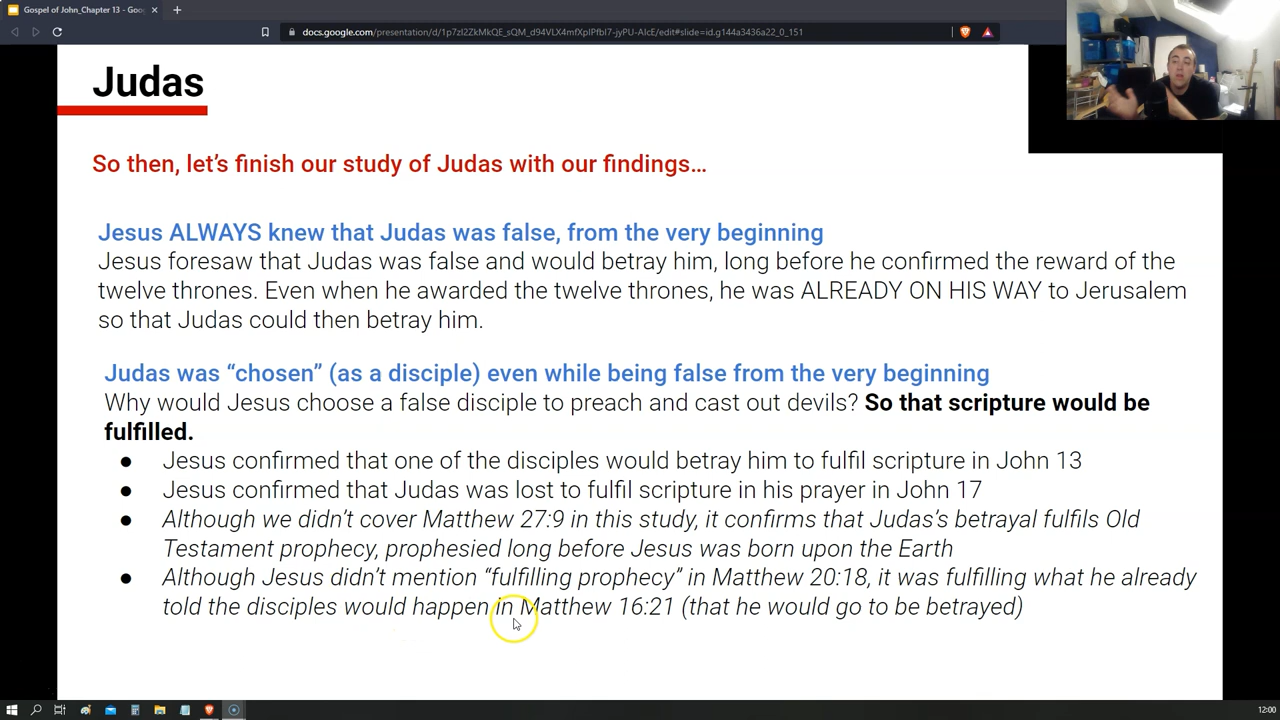 Gospel of John_Chapter 13 - Goo
docs.google.com/presentation/d/1p7zl2ZkMkQE_sQM_d94VLX4mfXpIPfbI7-jyPU-AIcE/edit#slide=id.g144a3436a22_0_151
Judas
So then, let's finish our study of Judas with our findings…
Jesus ALWAYS knew that Judas was false, from the very beginning
Jesus foresaw that Judas was false and would betray him, long before he confirmed the reward of the
twelve thrones. Even when he awarded the twelve thrones, he was ALREADY ON HIS WAY to Jerusalem
so that Judas could then betray him.
Judas was “chosen” (as a disciple) even while being false from the very beginning
Why would Jesus choose a false disciple to preach and cast out devils? So that scripture would be
fulfilled.
● Jesus confirmed that one of the disciples would betray him to fulfil scripture in John 13
● Jesus confirmed that Judas was lost to fulfil scripture in his prayer in John 17
● Although we didn't cover Matthew 27:9 in this study, it confirms that Judas's betrayal fulfils Old
Testament prophecy, prophesied long before Jesus was born upon the Earth
● Although Jesus didn't mention “fulfilling prophecy” in Matthew 20:18, it was fulfilling what he already
told the disciples would happen in Matthew 16:21 (that he would go to be betrayed)
12:00